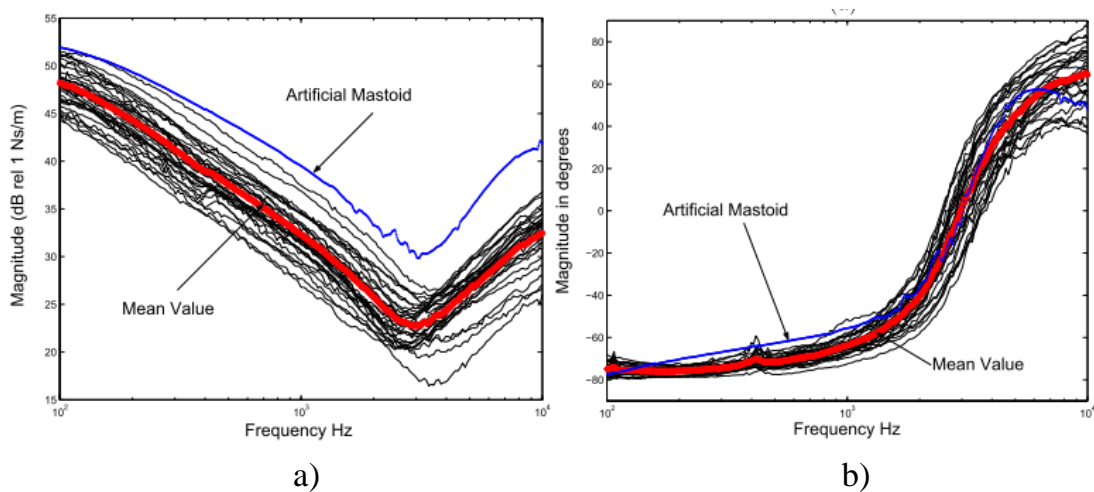 55
50
45
40
35
30
25
20
15
Magnitude (dB rel 1 Ns/m)
Artificial Mastoid
Mean Value
10²
10³
10⁴
Frequency Hz
a)
80
60
40
20
0
−20
−40
−60
−80
Magnitude in degrees
Artificial Mastoid
Mean Value
10²
10³
10⁴
Frequency Hz
b)